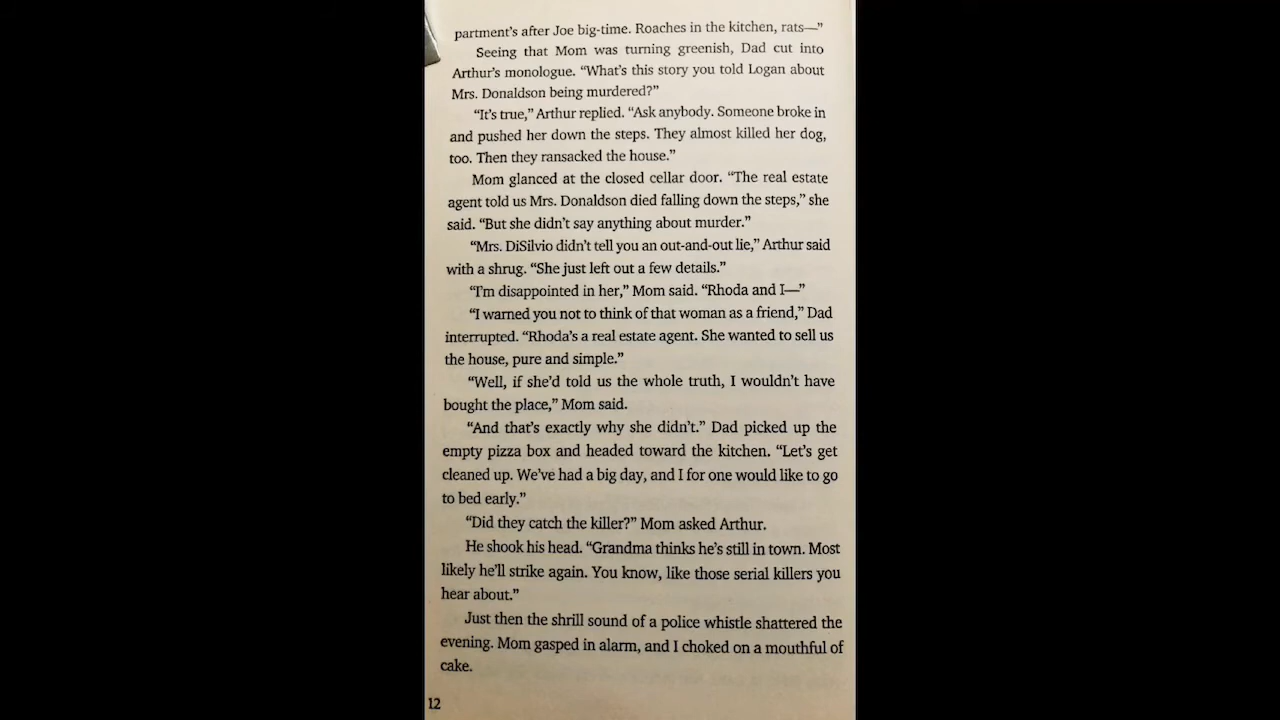 partment's after Joe big-time. Roaches in the kitchen, rats—”
Seeing that Mom was turning greenish, Dad cut into
Arthur's monologue. “What's this story you told Logan about
Mrs. Donaldson being murdered?”
“It's true,” Arthur replied. “Ask anybody. Someone broke in
and pushed her down the steps. They almost killed her dog,
too. Then they ransacked the house.”
Mom glanced at the closed cellar door. “The real estate
agent told us Mrs. Donaldson died falling down the steps,” she
said. “But she didn't say anything about murder.”
“Mrs. DiSilvio didn't tell you an out-and-out lie,” Arthur said
with a shrug. “She just left out a few details.”
“I'm disappointed in her,” Mom said. “Rhoda and I—”
“I warned you not to think of that woman as a friend,” Dad
interrupted. “Rhoda's a real estate agent. She wanted to sell us
the house, pure and simple.”
“Well, if she'd told us the whole truth, I wouldn't have
bought the place,” Mom said.
“And that's exactly why she didn't.” Dad picked up the
empty pizza box and headed toward the kitchen. “Let's get
cleaned up. We've had a big day, and I for one would like to go
to bed early.”
“Did they catch the killer?” Mom asked Arthur.
He shook his head. “Grandma thinks he's still in town. Most
likely he'll strike again. You know, like those serial killers you
hear about.”
Just then the shrill sound of a police whistle shattered the
evening. Mom gasped in alarm, and I choked on a mouthful of
cake.
12